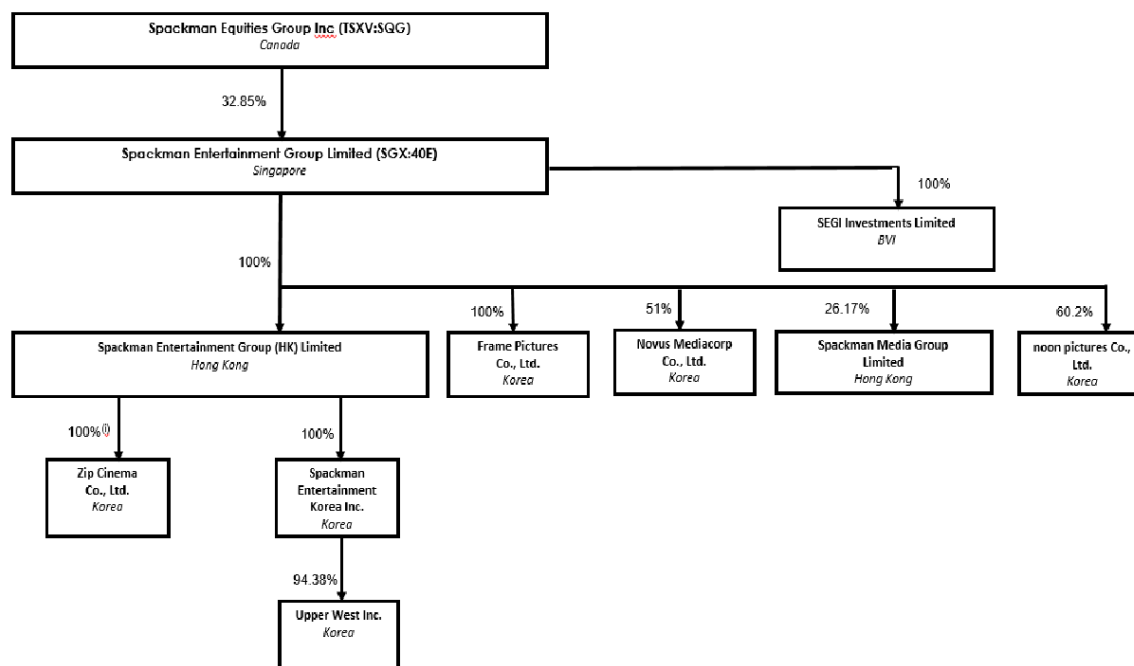 Spackman Equities Group Inc (TSXV:SQG)
Canada
32.85%
Spackman Entertainment Group Limited (SGX:40E)
Singapore
100%
SEGI Investments Limited
BVI
100%
100%
51%
26.17%
60.2%
Spackman Entertainment Group (HK) Limited
Hong Kong
Frame Pictures
Co., Ltd.
Korea
Novus Mediacorp
Co., Ltd.
Korea
Spackman Media Group
Limited
Hong Kong
noon pictures Co.,
Ltd.
Korea
100%(i)
100%
Zip Cinema
Co., Ltd.
Korea
Spackman
Entertainment
Korea Inc.
Korea
94.38%
Upper West Inc.
Korea